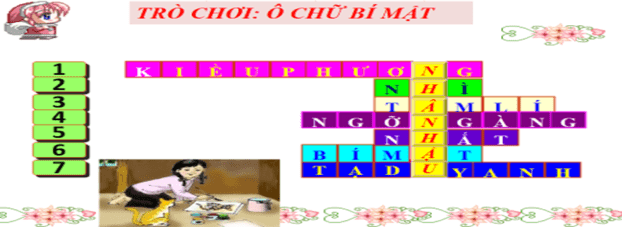 TRÒ CHƠI: Ô CHỮ BÍ MẬT
1 K I Ề U P H Ư Ơ N G
2 N H Ì
3 T Â M L Í
4 N G Ỡ N G À N G
5 N H Ấ T
6 B Í M Ậ T
7 T Ạ D U Y A N H